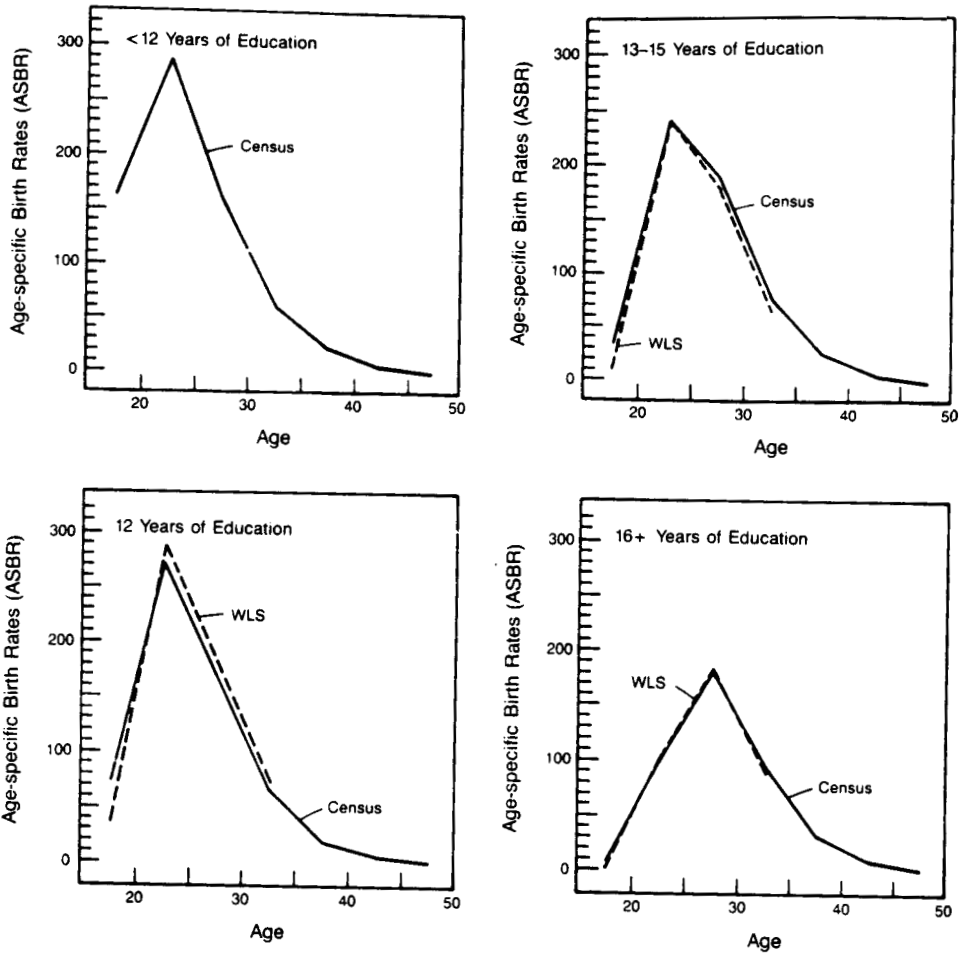 <12 Years of Education
Age-specific Birth Rates (ASBR)
300
200
100
0
Census
20
30
40
50
Age
13–15 Years of Education
Age-specific Birth Rates (ASBR)
300
200
100
0
Census
WLS
20
30
40
50
Age
12 Years of Education
Age-specific Birth Rates (ASBR)
300
200
100
0
WLS
Census
20
30
40
50
Age
16+ Years of Education
Age-specific Birth Rates (ASBR)
300
200
100
0
WLS
Census
20
30
40
50
Age